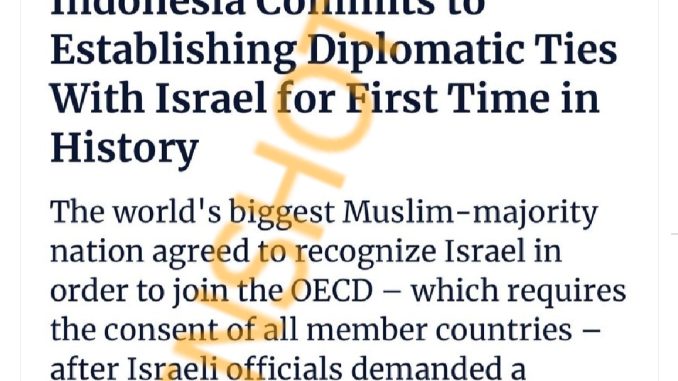 Indonesia Commits to
Establishing Diplomatic Ties
With Israel for First Time in
History
The world's biggest Muslim-majority
nation agreed to recognize Israel in
order to join the OECD – which requires
the consent of all member countries –
after Israeli officials demanded a
NSHOT